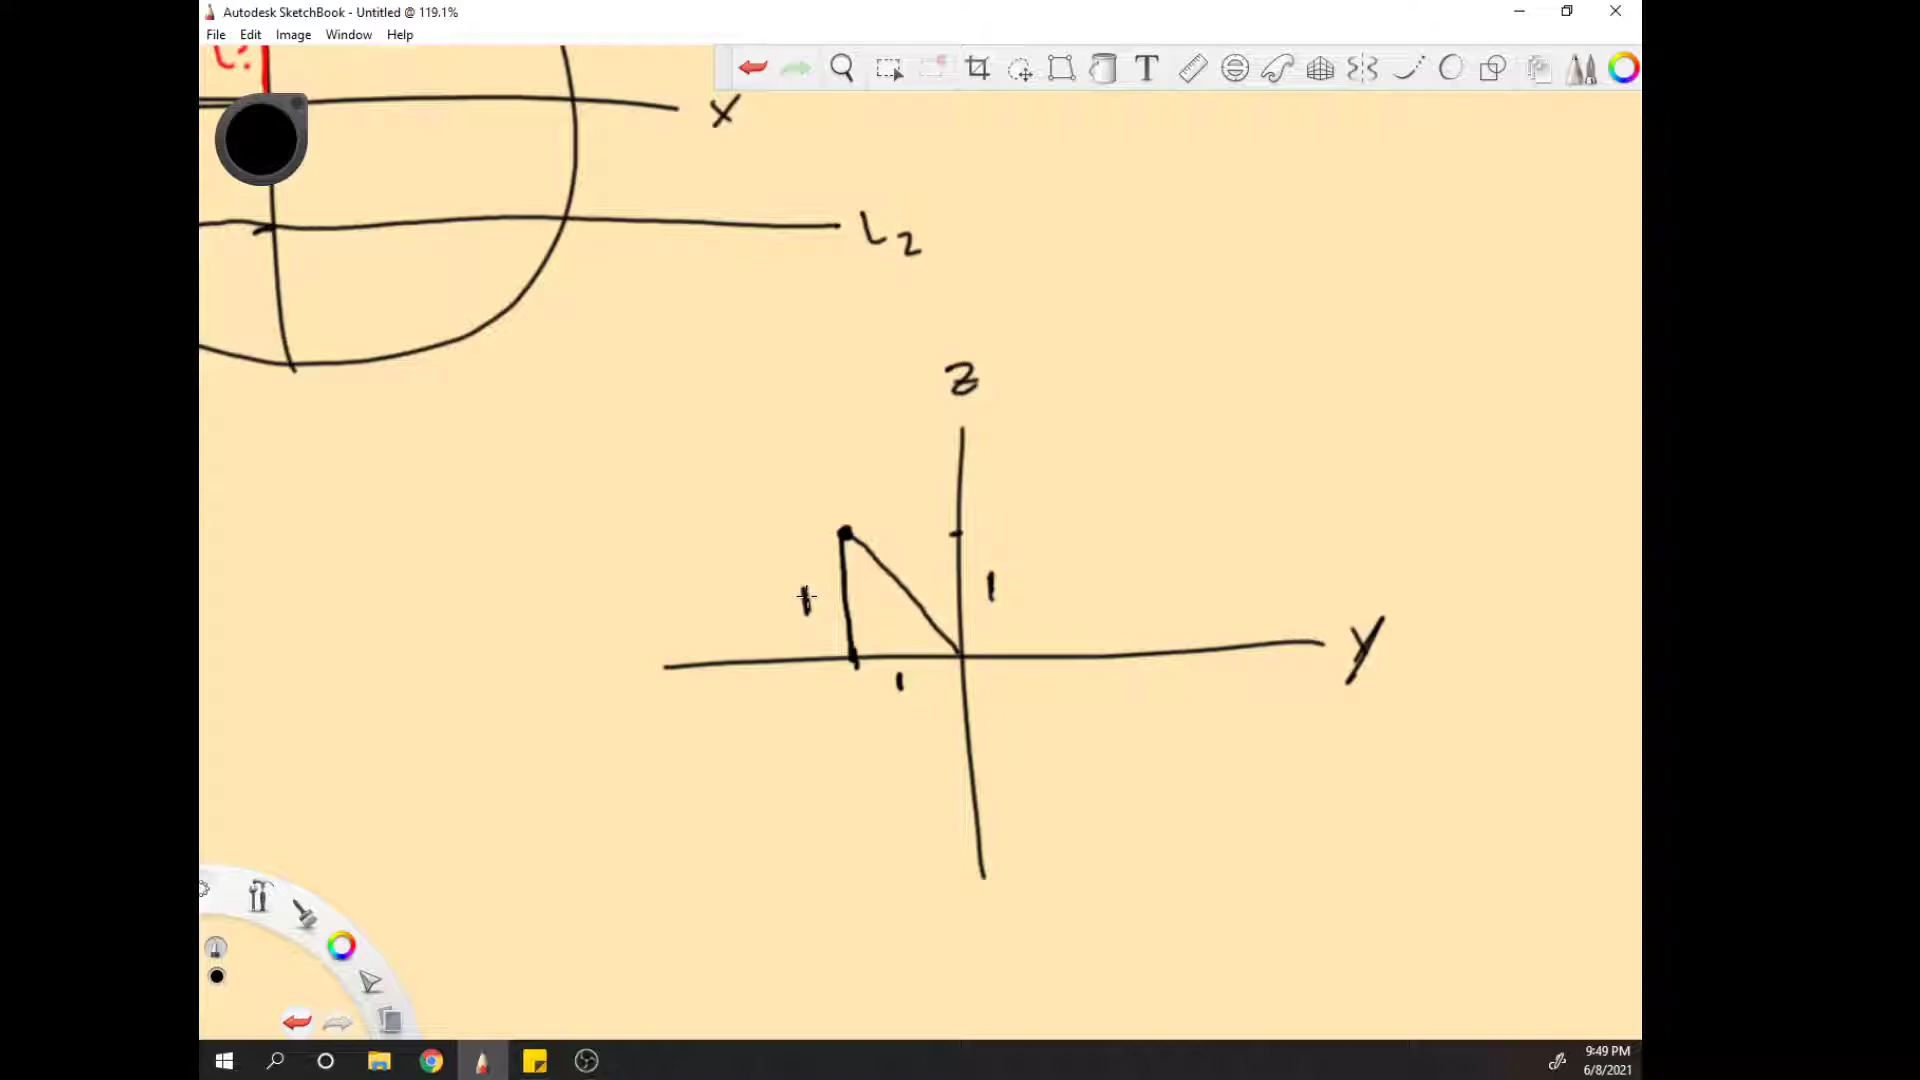 Autodesk SketchBook - Untitled @ 119.1%
File Edit Image Window Help
T
L?
x
L2
z
1
1
1
y
9:49 PM
6/8/2021